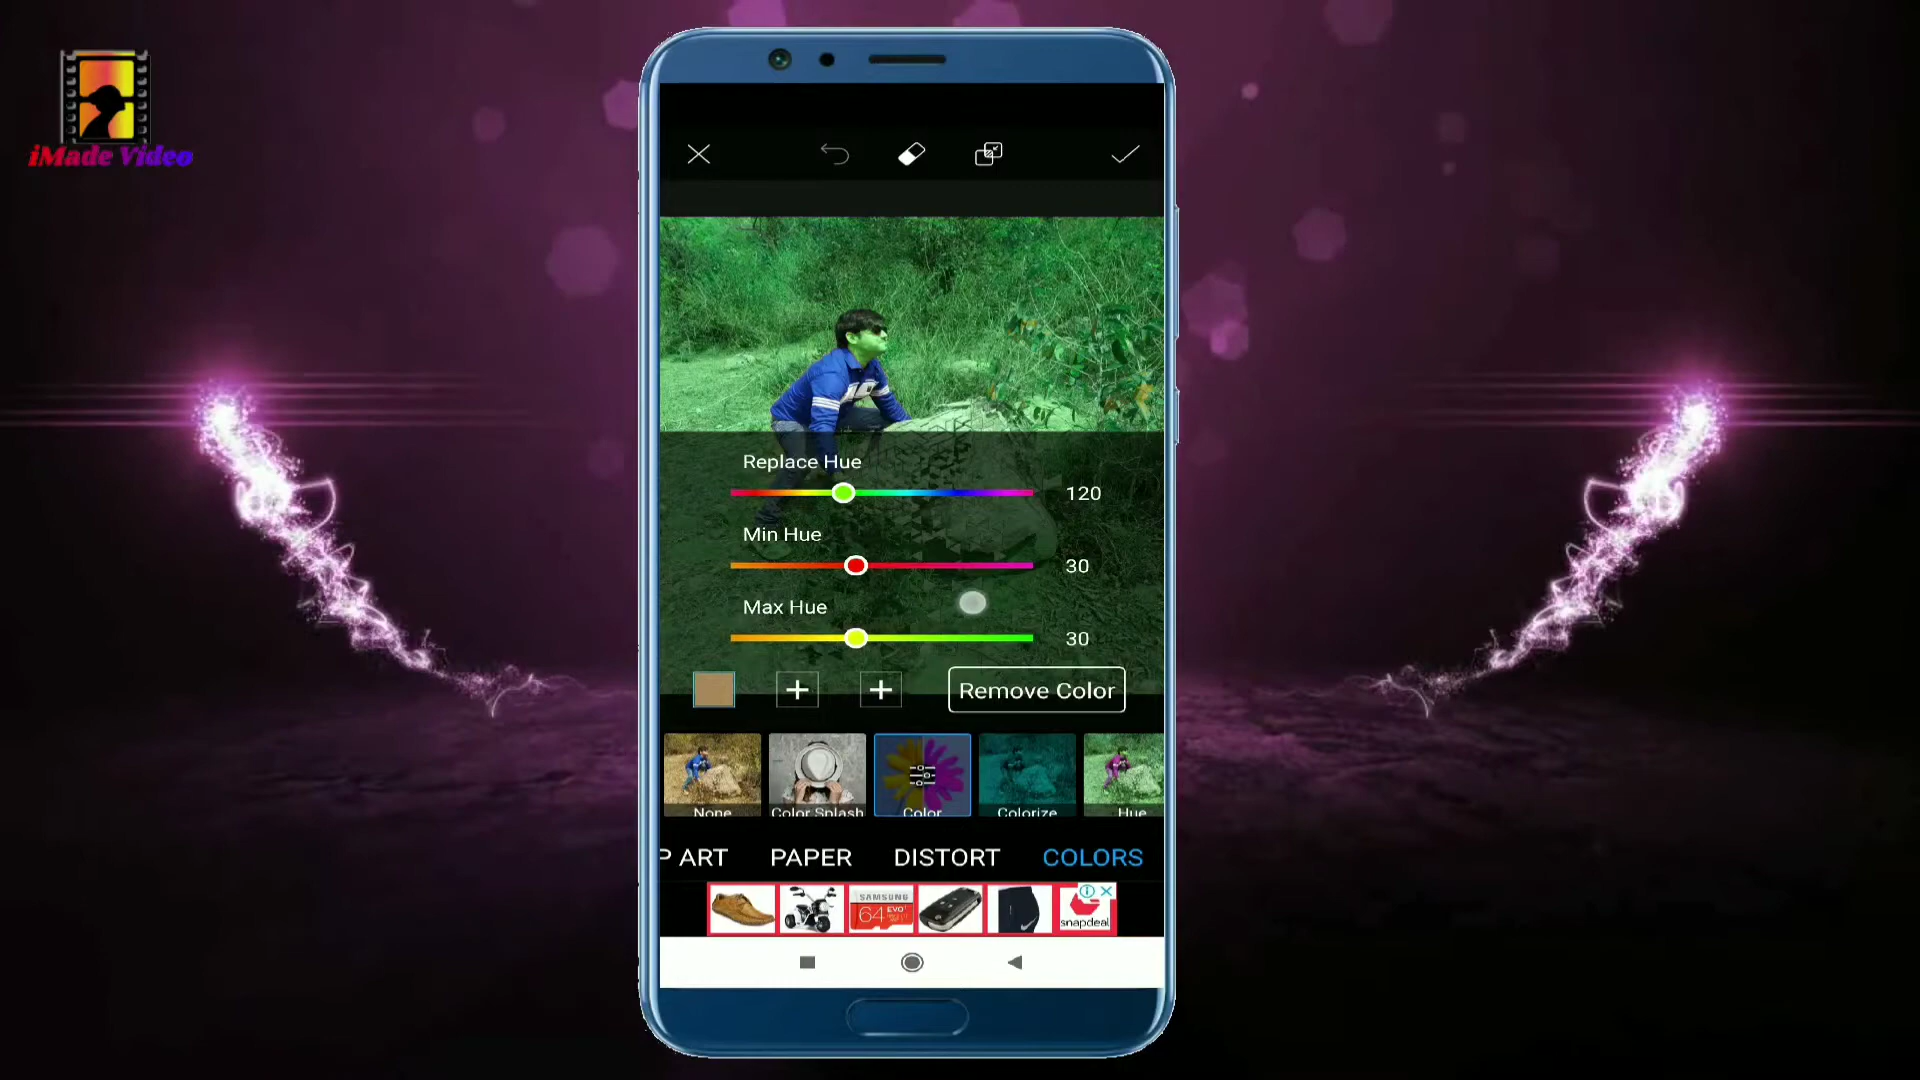 iMade Video
Replace Hue
120
Min Hue
30
Max Hue
30
Remove Color
None
Color Splash
Color
Colorize
Hue
P ART
PAPER
DISTORT
COLORS
SAMSUNG
64 EVO
snapdeal